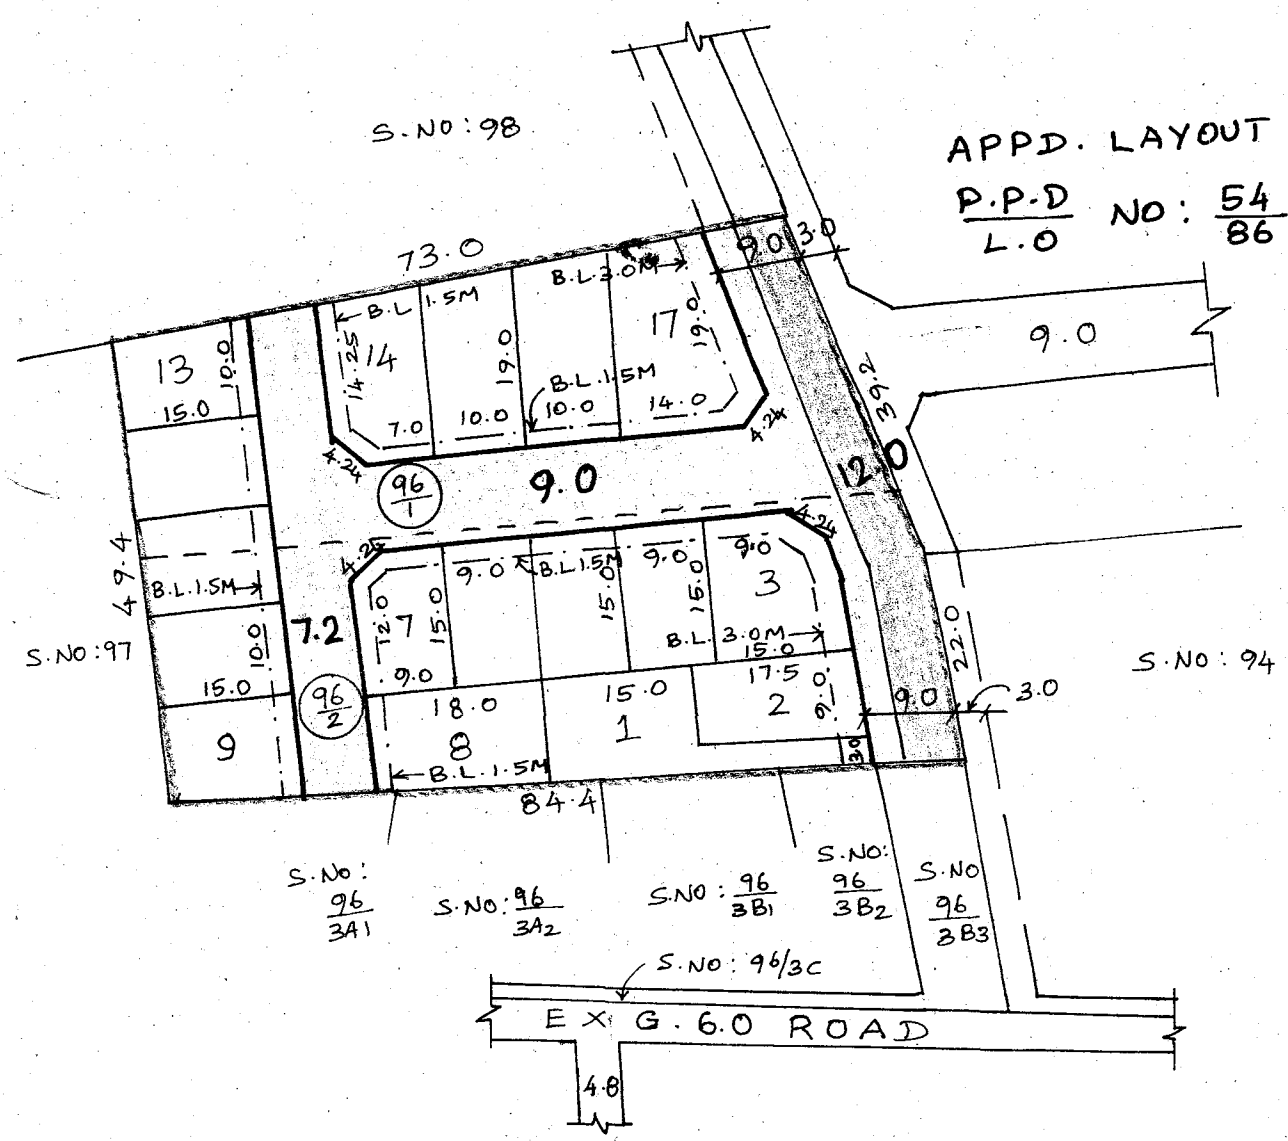 S.NO:98
APPD. LAYOUT
P.P.D NO: 54
L.O 86
73.0
9.0 3.0
B.L.3.0M
B.L 1.5M
17
19.0
14
14.25
19.0
13
10.0
15.0
B.L.1.5M
7.0
10.0
10.0
14.0
9.0
39.2
4.24
4.24
96
1
9.0
12.0
4.24
4.24
49.4
B.L.1.5M
9.0
B.L.1.5M
9.0
9.0
3
12.0
7
15.0
15.0
15.0
7.2
10.0
B.L. 3.0M
15.0
22.0
S.NO:97
S.NO: 94
15.0
9.0
15.0
17.5
96
2
18.0
1
2
9.0
9.0
3.0
9
8
B.L.1.5M
3.0
84.4
S.NO:
96
3A1
S.NO: 96
3A2
S.NO: 96
3B1
S.NO:
96
3B2
S.NO
96
3B3
S.NO: 96/3C
EXG. 6.0 ROAD
4.8